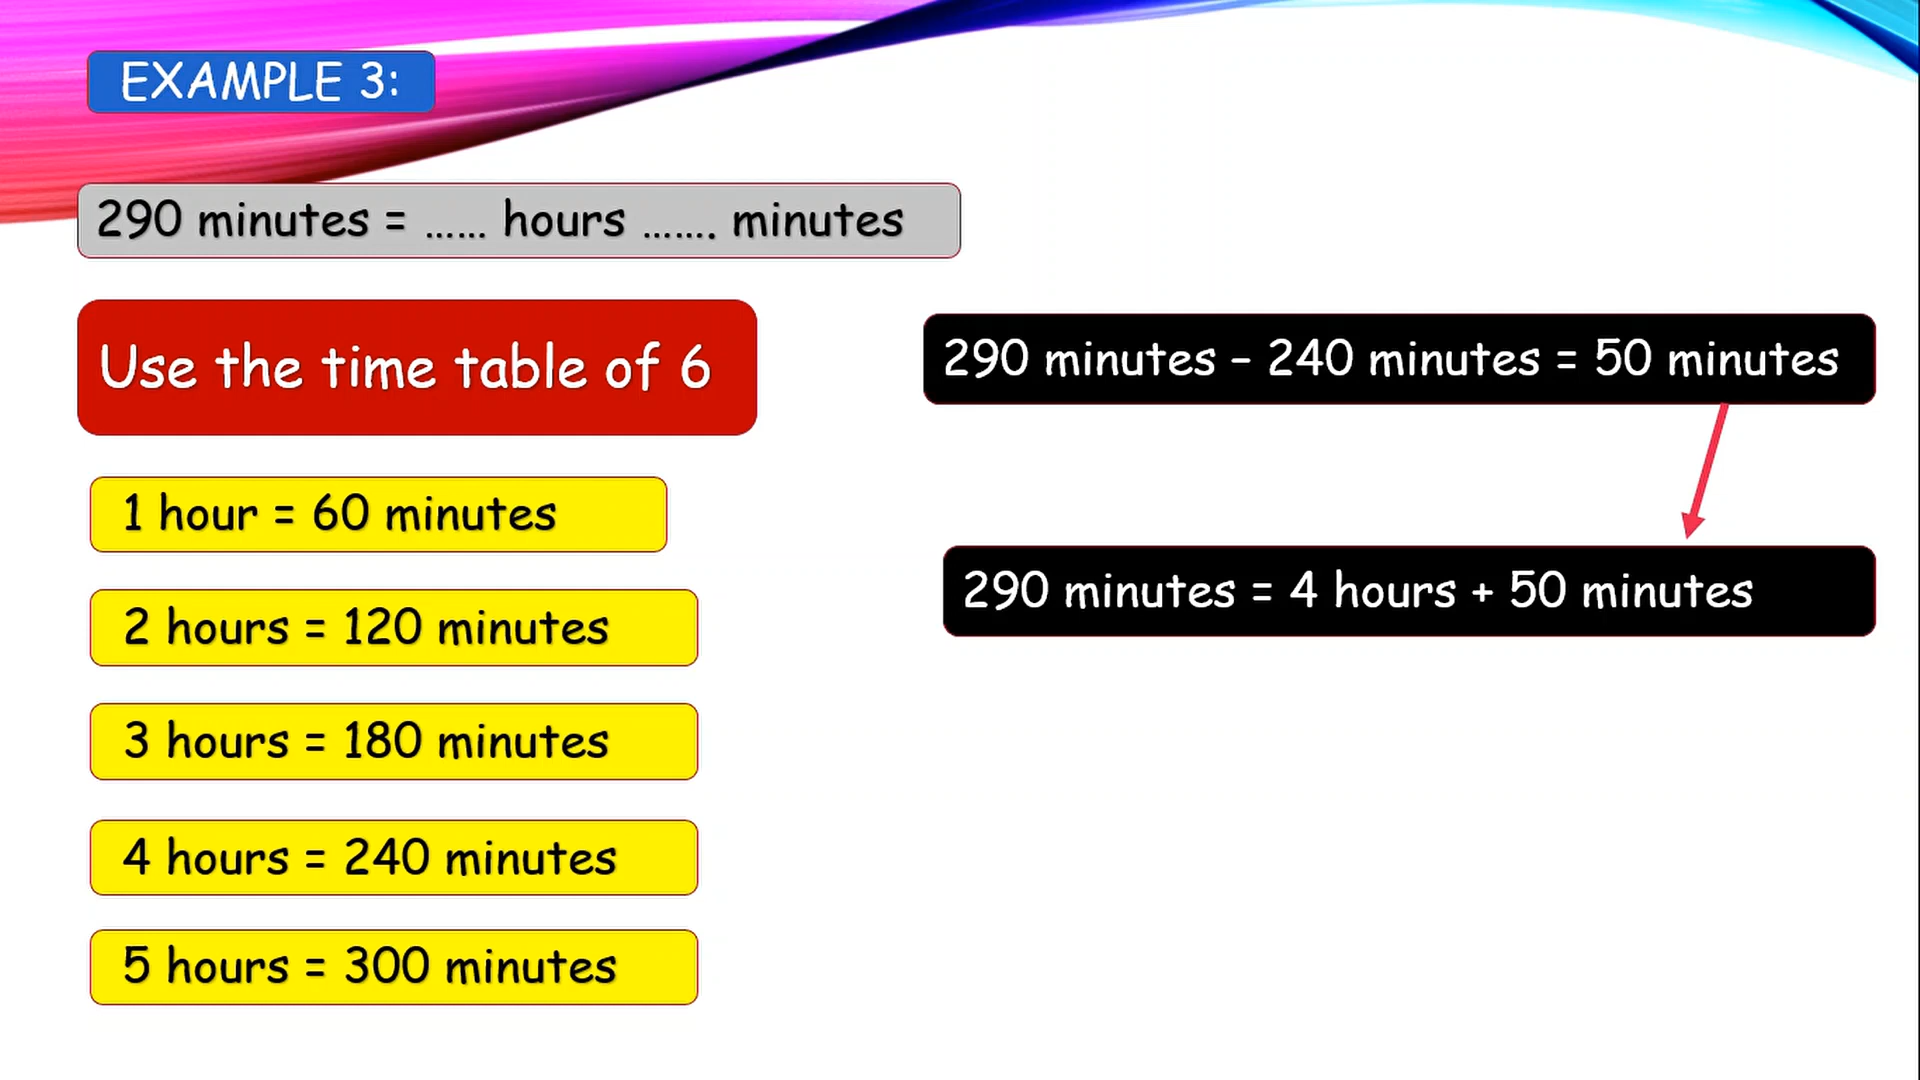 EXAMPLE 3:
290 minutes = ...... hours ....... minutes
Use the time table of 6
1 hour = 60 minutes
2 hours = 120 minutes
3 hours = 180 minutes
4 hours = 240 minutes
5 hours = 300 minutes
290 minutes – 240 minutes = 50 minutes
290 minutes = 4 hours + 50 minutes